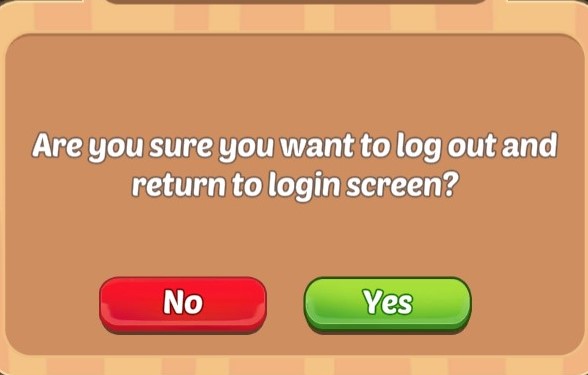 Are you sure you want to log out and
return to login screen?
No
Yes